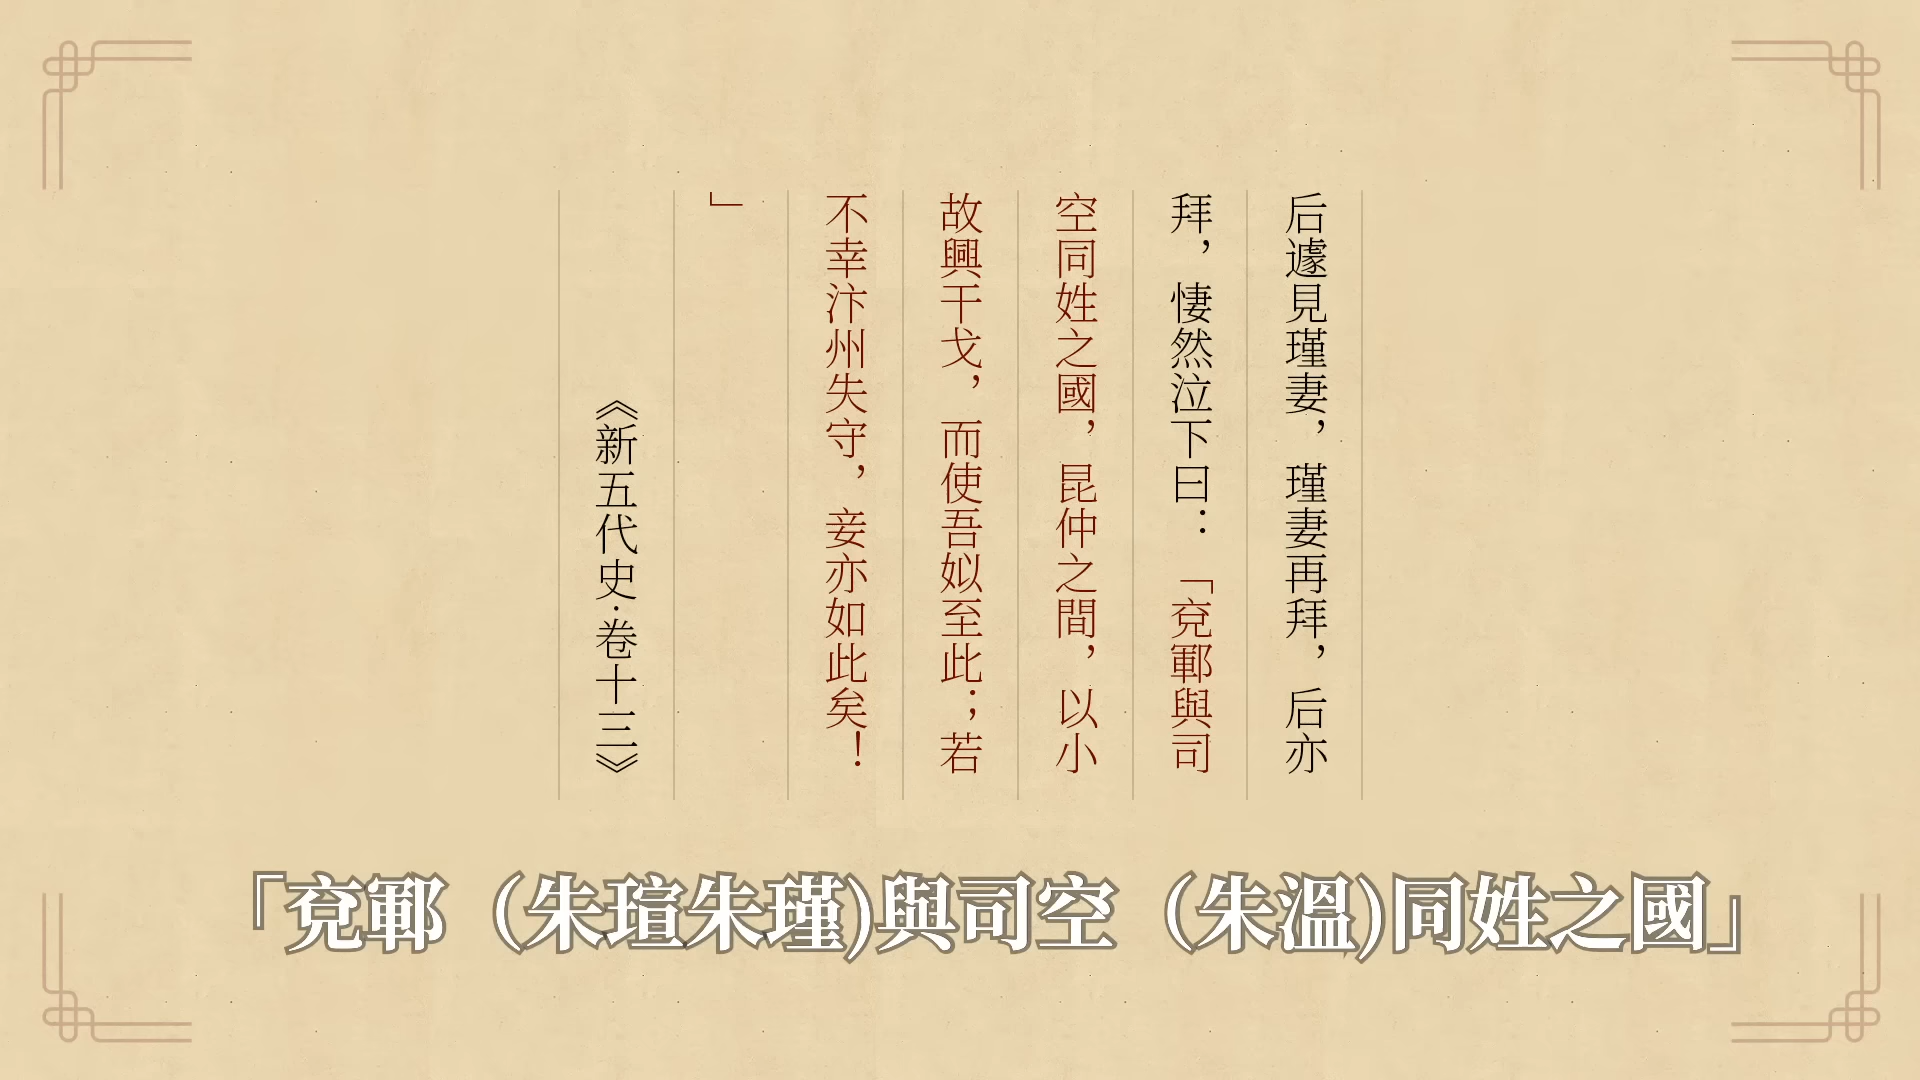 后遽見瑾妻，瑾妻再拜，后亦
拜，悽然泣下曰：「兗鄆與司
空同姓之國，昆仲之間，以小
故興干戈，而使吾姒至此；若
不幸汴州失守，妾亦如此矣！
」
《新五代史·卷十三》
「兗鄆（朱瑄朱瑾)與司空（朱溫)同姓之國」